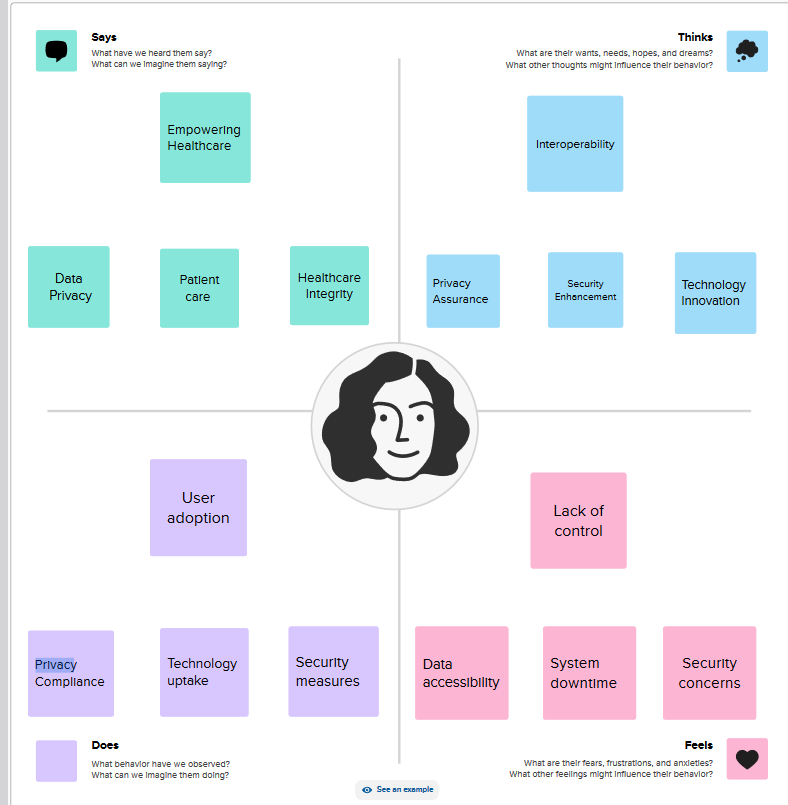 Says
What have we heard them say?
What can we imagine them saying?
Thinks
What are their wants, needs, hopes, and dreams?
What other thoughts might influence their behavior?
Empowering
Healthcare
Interoperability
Data
Privacy
Patient
care
Healthcare
Integrity
Privacy
Assurance
Security
Enhancement
Technology
Innovation
User
adoption
Lack of
control
Privacy
Compliance
Technology
uptake
Security
measures
Data
accessibility
System
downtime
Security
concerns
Does
What behavior have we observed?
What can we imagine them doing?
Feels
What are their fears, frustrations, and anxieties?
What other feelings might influence their behavior?
See an example